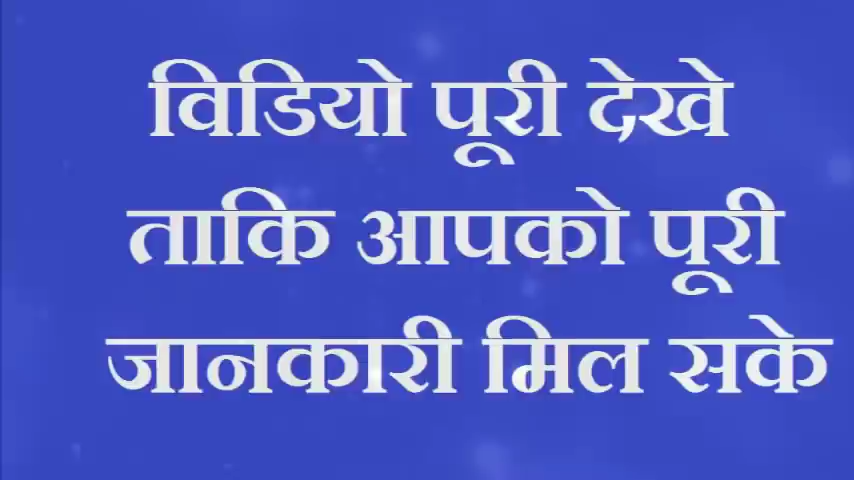 विडियो पूरी देखे
ताकि आपको पूरी
जानकारी मिल सके